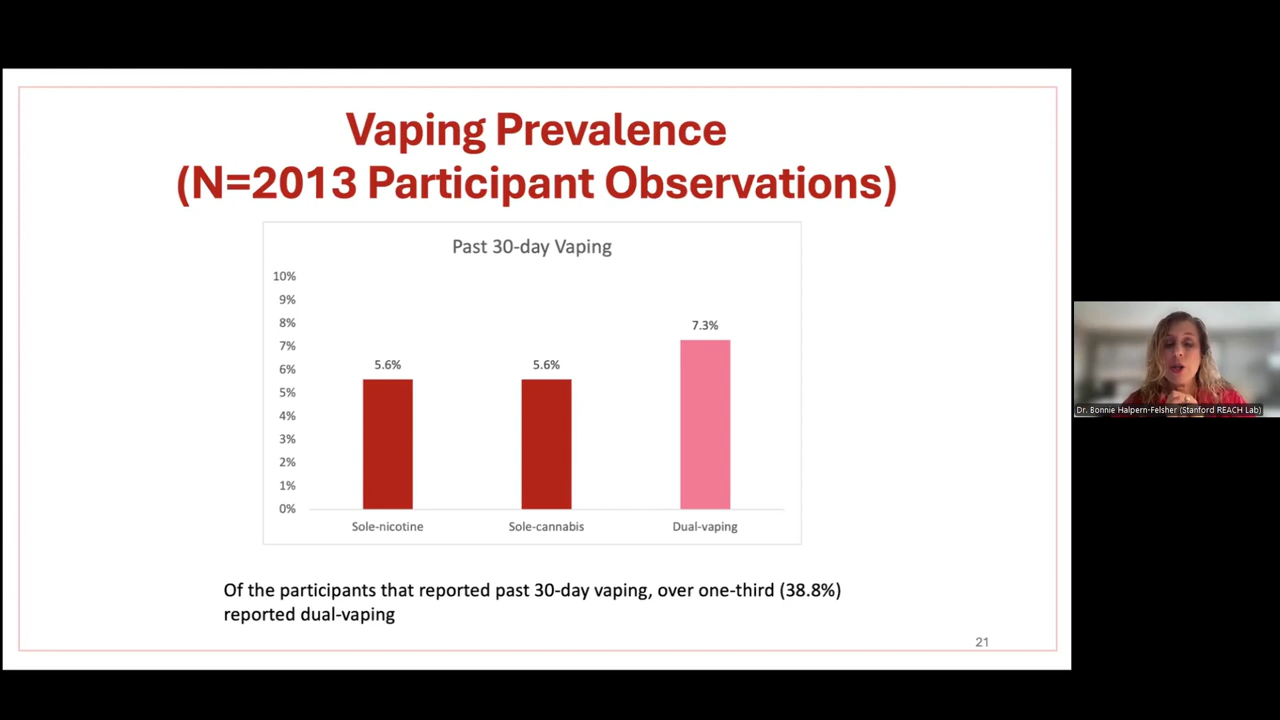 Vaping Prevalence
(N=2013 Participant Observations)
Past 30-day Vaping
10%
9%
8%
7%
6%
5%
4%
3%
2%
1%
0%
5.6%
5.6%
7.3%
Sole-nicotine
Sole-cannabis
Dual-vaping
Of the participants that reported past 30-day vaping, over one-third (38.8%)
reported dual-vaping
21
Dr. Bonnie Halpern-Felsher (Stanford REACH Lab)